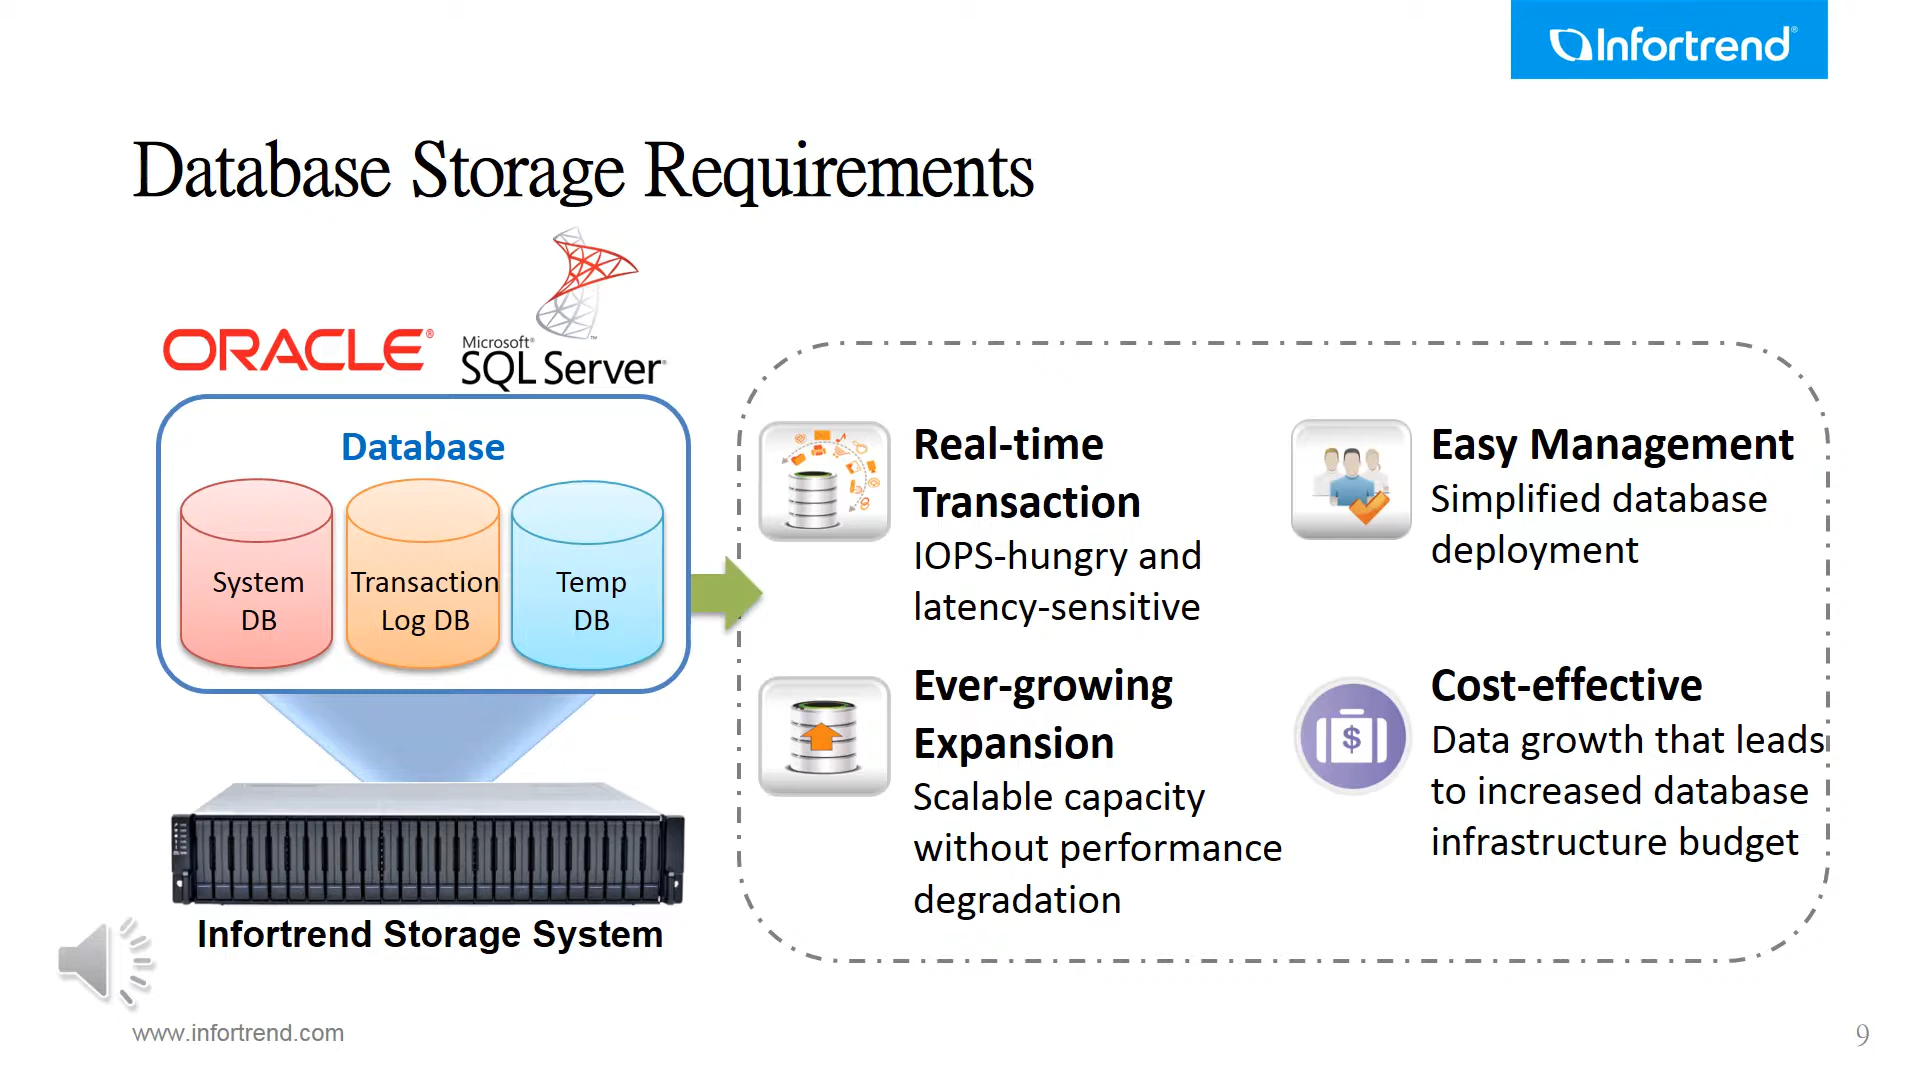 Infortrend®
Database Storage Requirements
ORACLE®
Microsoft®
SQL Server®
Database
System
DB
Transaction
Log DB
Temp
DB
Infortrend Storage System
Real-time
Transaction
IOPS-hungry and
latency-sensitive
Ever-growing
Expansion
Scalable capacity
without performance
degradation
Easy Management
Simplified database
deployment
$
Cost-effective
Data growth that leads
to increased database
infrastructure budget
www.infortrend.com
9